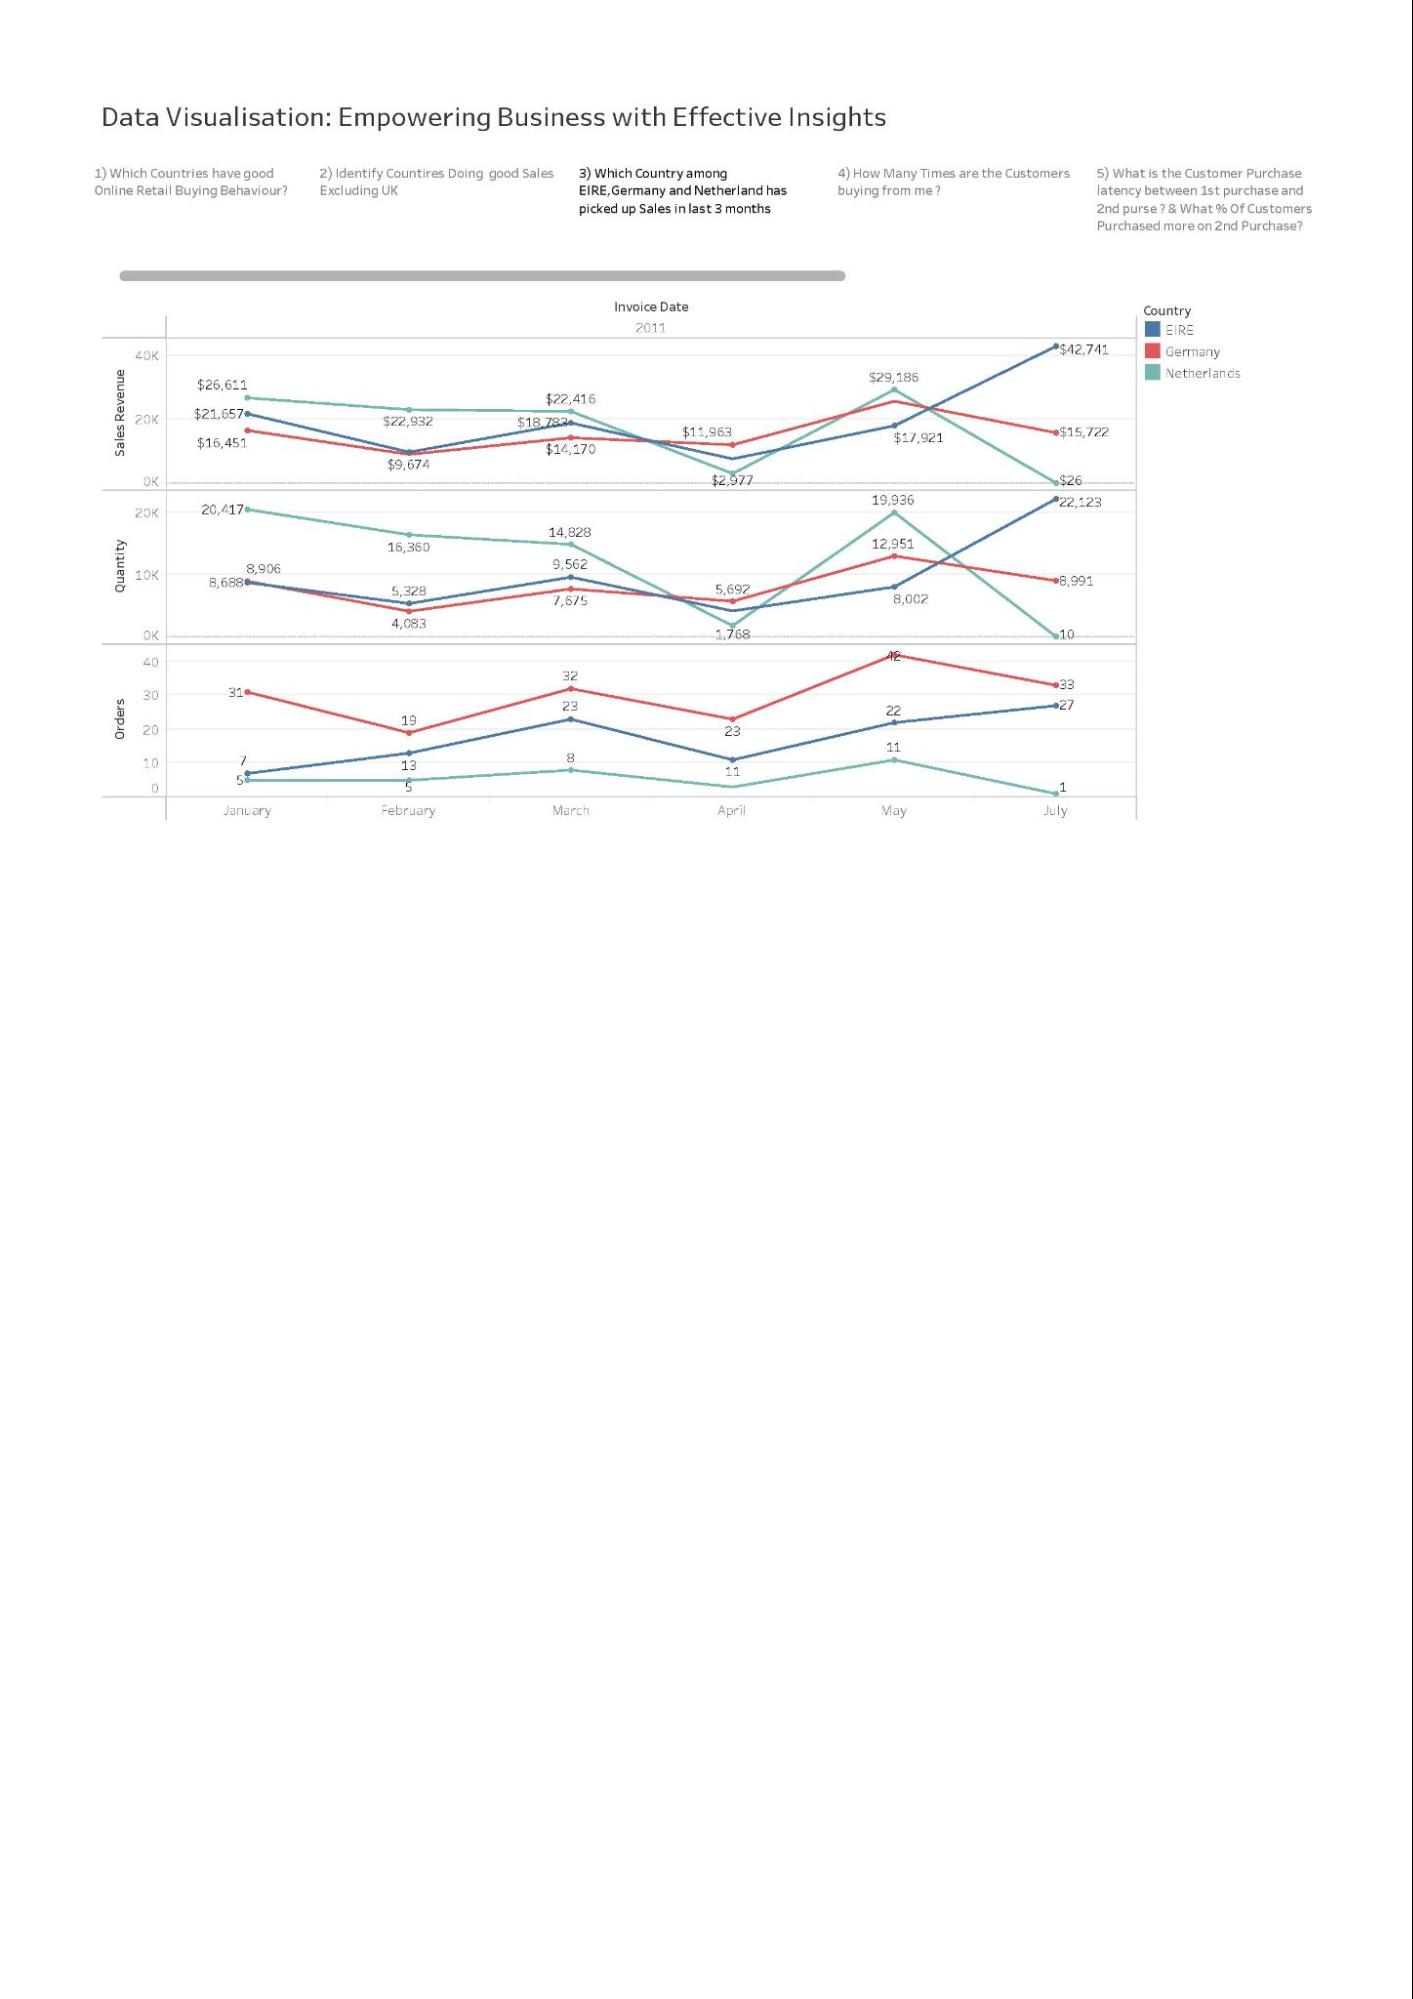 Data Visualisation: Empowering Business with Effective Insights
1) Which Countries have good
Online Retail Buying Behaviour?
2) Identify Countires Doing good Sales
Excluding UK
3) Which Country among
EIRE,Germany and Netherland has
picked up Sales in last 3 months
4) How Many Times are the Customers
buying from me ?
5) What is the Customer Purchase
latency between 1st purchase and
2nd purse ? & What % Of Customers
Purchased more on 2nd Purchase?
Invoice Date
2011
Country
EIRE
Germany
Netherlands
Sales Revenue
40K
20K
0K
$26,611
$21,657
$16,451
$22,932
$9,674
$22,416
$18,783
$14,170
$11,963
$2,977
$29,186
$17,921
$42,741
$15,722
$26
Quantity
20K
10K
0K
20,417
8,906
8,688
16,360
5,328
4,083
14,828
9,562
7,675
5,692
1,768
19,936
12,951
8,002
22,123
8,991
10
Orders
40
30
20
10
0
31
7
5
19
13
5
32
23
8
23
11
42
22
11
33
27
1
January February March April May July